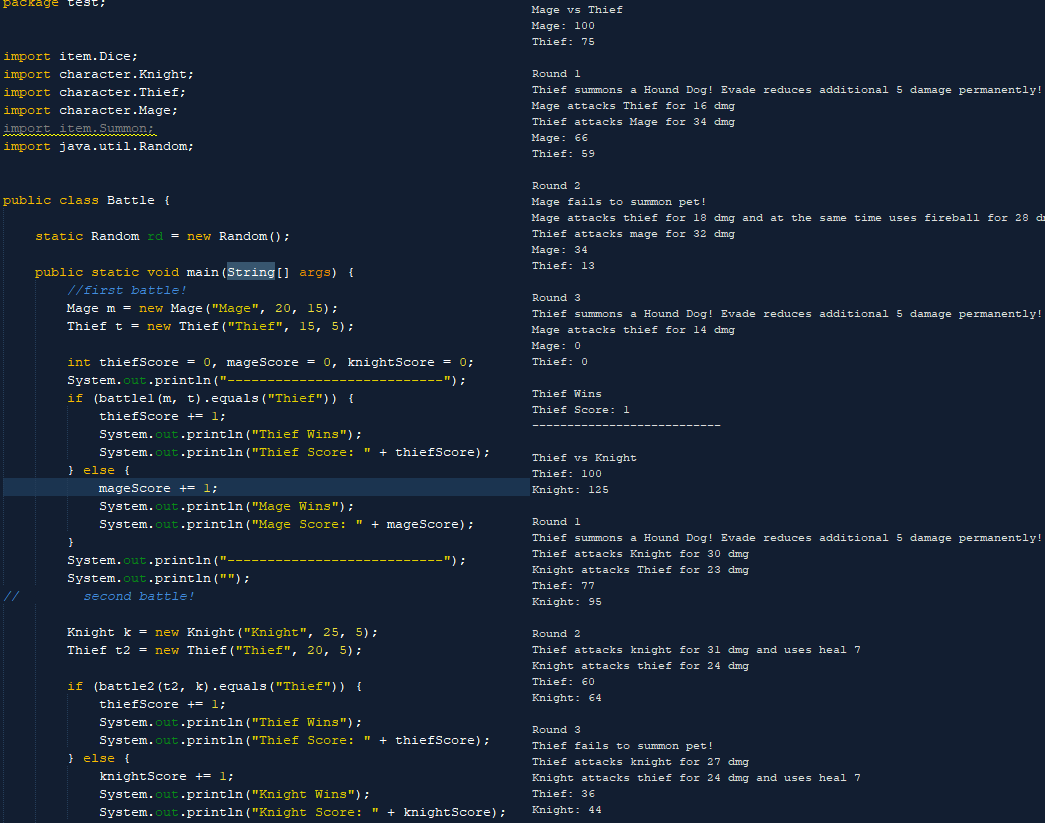 package test;
import item.Dice;
import character.Knight;
import character.Thief;
import character.Mage;
import item.Summon;
import java.util.Random;
public class Battle {
static Random rd = new Random();
public static void main(String[] args) {
//first battle!
Mage m = new Mage("Mage", 20, 15);
Thief t = new Thief("Thief", 15, 5);
int thiefScore = 0, mageScore = 0, knightScore = 0;
System.out.println("---------------------------");
if (battle1(m, t).equals("Thief")) {
thiefScore += 1;
System.out.println("Thief Wins");
System.out.println("Thief Score: " + thiefScore);
} else {
mageScore += 1;
System.out.println("Mage Wins");
System.out.println("Mage Score: " + mageScore);
}
System.out.println("---------------------------");
System.out.println("");
// second battle!
Knight k = new Knight("Knight", 25, 5);
Thief t2 = new Thief("Thief", 20, 5);
if (battle2(t2, k).equals("Thief")) {
thiefScore += 1;
System.out.println("Thief Wins");
System.out.println("Thief Score: " + thiefScore);
} else {
knightScore += 1;
System.out.println("Knight Wins");
System.out.println("Knight Score: " + knightScore);
Mage vs Thief
Mage: 100
Thief: 75
Round 1
Thief summons a Hound Dog! Evade reduces additional 5 damage permanently!
Mage attacks Thief for 16 dmg
Thief attacks Mage for 34 dmg
Mage: 66
Thief: 59
Round 2
Mage fails to summon pet!
Mage attacks thief for 18 dmg and at the same time uses fireball for 28
Thief attacks mage for 32 dmg
Mage: 34
Thief: 13
Round 3
Thief summons a Hound Dog! Evade reduces additional 5 damage permanently!
Mage attacks thief for 14 dmg
Mage: 0
Thief: 0
Thief Wins
Thief Score: 1
---------------------------
Thief vs Knight
Thief: 100
Knight: 125
Round 1
Thief summons a Hound Dog! Evade reduces additional 5 damage permanently!
Thief attacks Knight for 30 dmg
Knight attacks Thief for 23 dmg
Thief: 77
Knight: 95
Round 2
Thief attacks knight for 31 dmg and uses heal 7
Knight attacks thief for 24 dmg
Thief: 60
Knight: 64
Round 3
Thief fails to summon pet!
Thief attacks knight for 27 dmg
Knight attacks thief for 24 dmg and uses heal 7
Thief: 36
Knight: 44